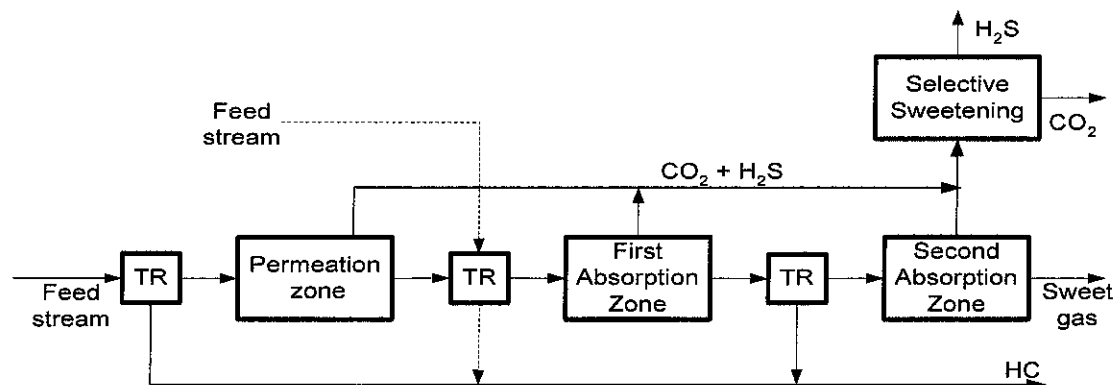 H₂S
Selective
Sweetening
CO₂
Feed
stream
CO₂ + H₂S
TR
Permeation
zone
TR
First
Absorption
Zone
TR
Second
Absorption
Zone
Feed
stream
Sweet
gas
HC